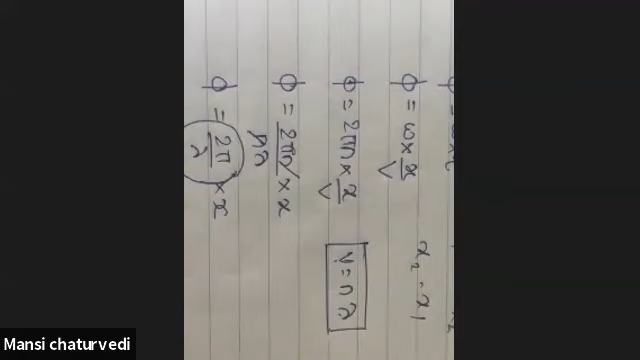 ϕ = ω × x/V
x₂ - x₁
ϕ = 2πn × x/V
V = nλ
ϕ = 2πn/nλ × x
ϕ = 2π/λ × x
Mansi chaturvedi